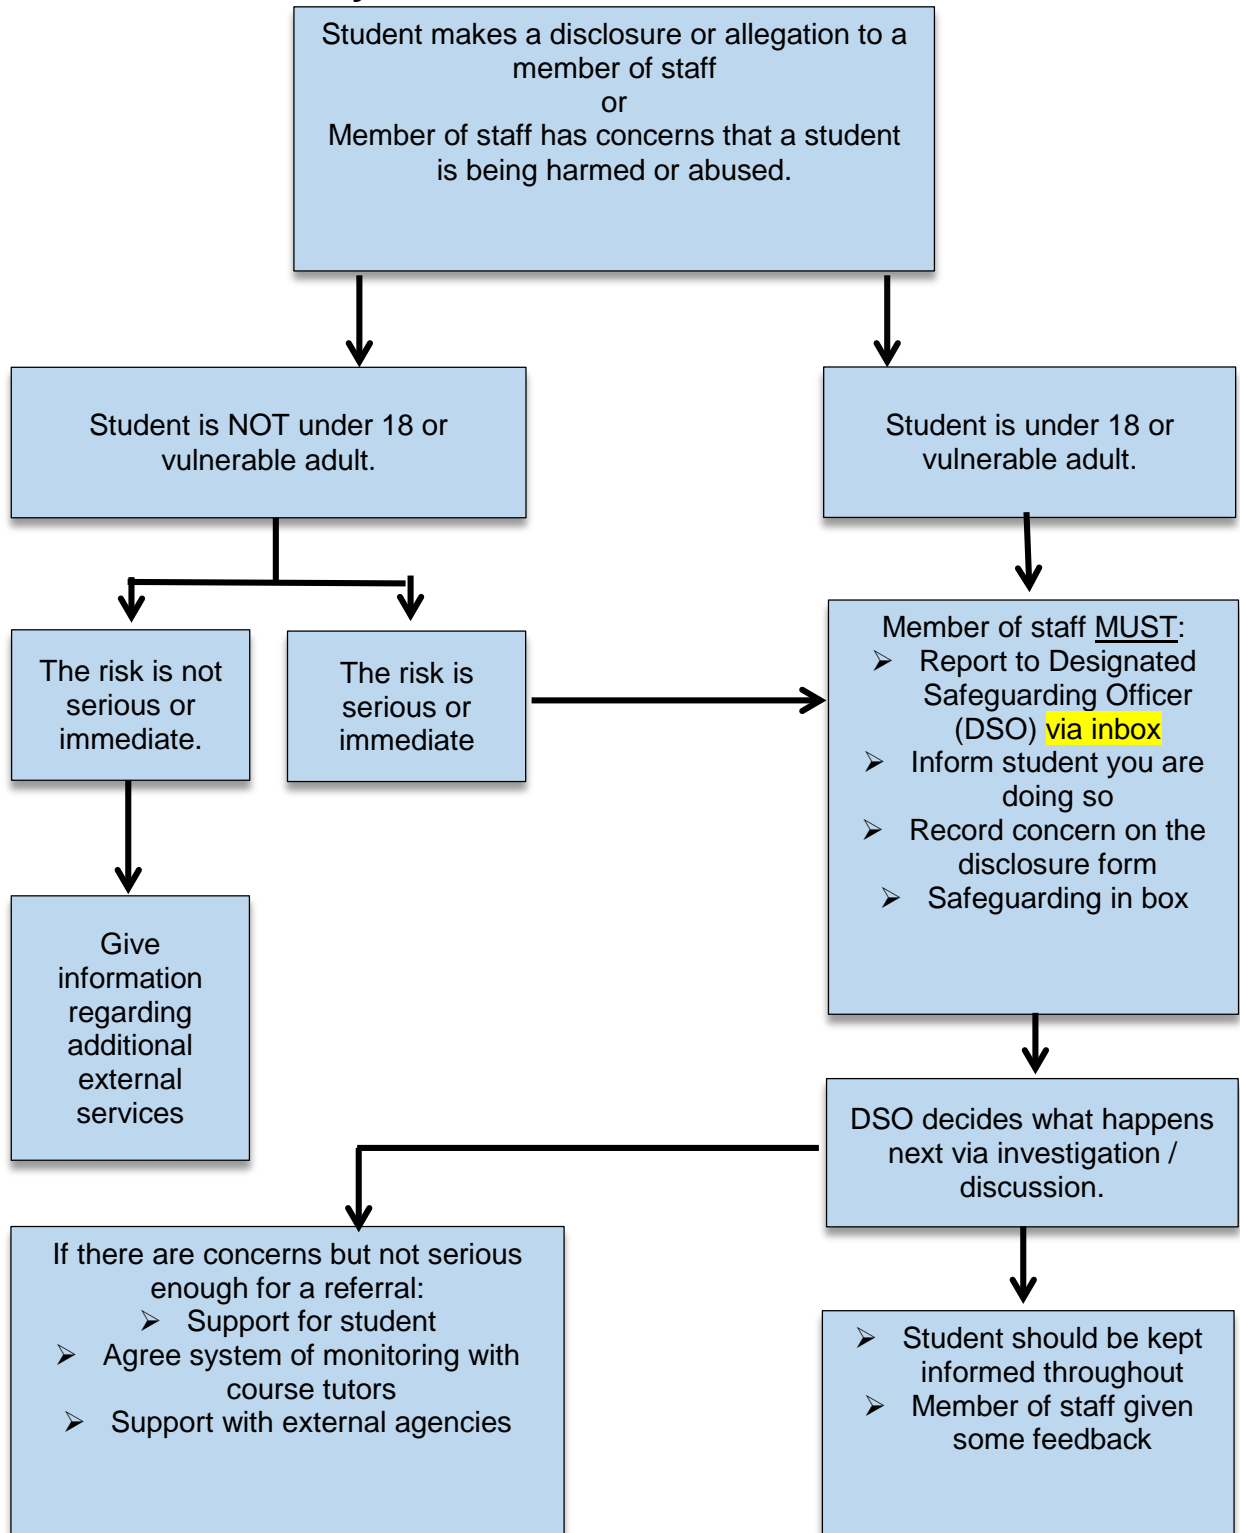 Student makes a disclosure or allegation to a
member of staff
or
Member of staff has concerns that a student
is being harmed or abused.
Student is NOT under 18 or
vulnerable adult.
Student is under 18 or
vulnerable adult.
The risk is not
serious or
immediate.
The risk is
serious or
immediate
Member of staff MUST:
➢ Report to Designated
Safeguarding Officer
(DSO) via inbox
➢ Inform student you are
doing so
➢ Record concern on the
disclosure form
➢ Safeguarding in box
Give
information
regarding
additional
external
services
DSO decides what happens
next via investigation /
discussion.
If there are concerns but not serious
enough for a referral:
➢ Support for student
➢ Agree system of monitoring with
course tutors
➢ Support with external agencies
➢ Student should be kept
informed throughout
➢ Member of staff given
some feedback